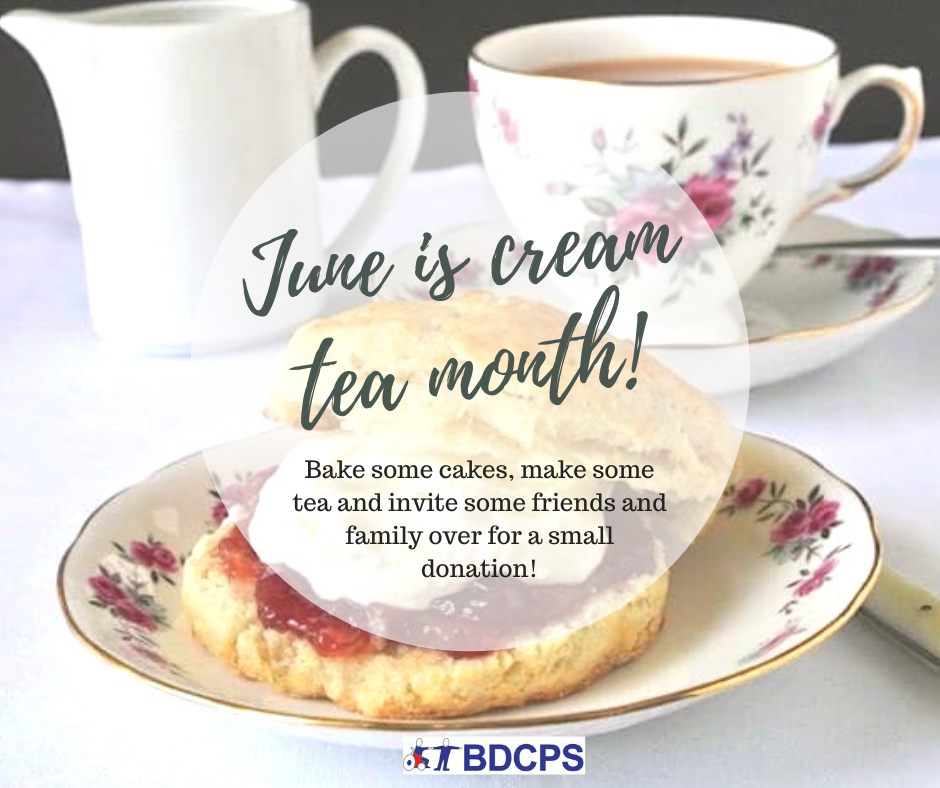 June is cream
tea month!
Bake some cakes, make some
tea and invite some friends and
family over for a small
donation!
BDCPS